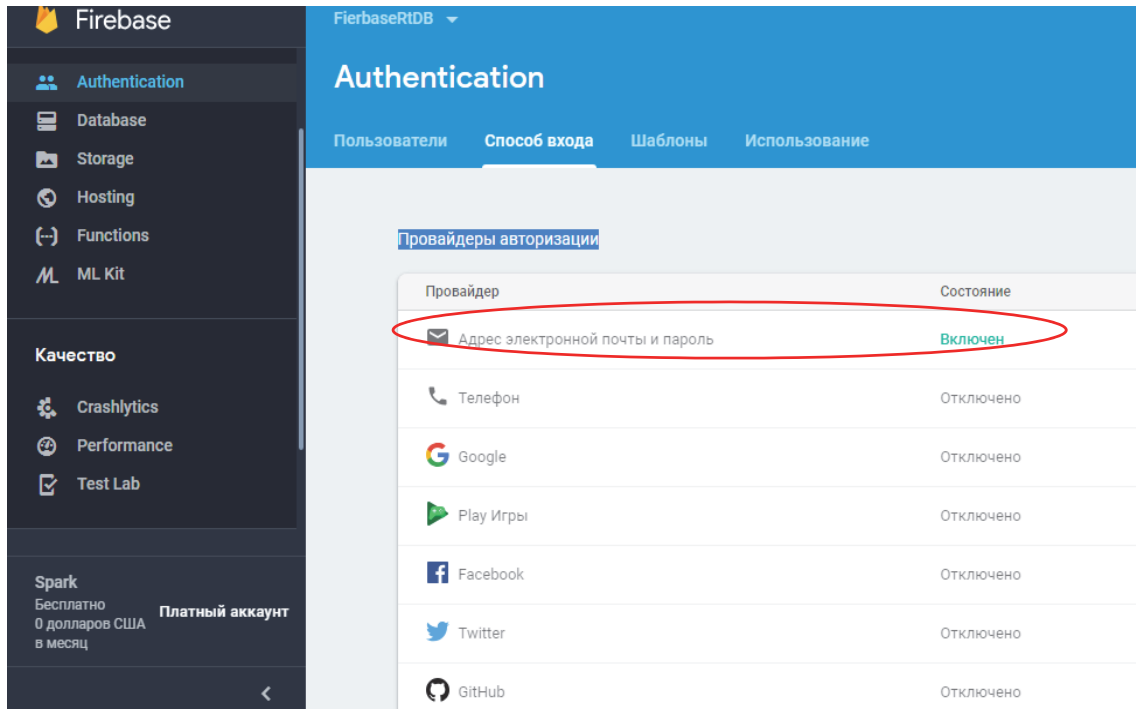 Firebase
Authentication
Database
Storage
Hosting
Functions
ML Kit
Качество
Crashlytics
Performance
Test Lab
Spark
Бесплатно
0 долларов США
в месяц
Платный аккаунт
FierbaseRtDB
Authentication
Пользователи Способ входа Шаблоны Использование
Провайдеры авторизации
Провайдер Состояние
Адрес электронной почты и пароль Включен
Телефон Отключено
Google Отключено
Play Игры Отключено
Facebook Отключено
Twitter Отключено
GitHub Отключено